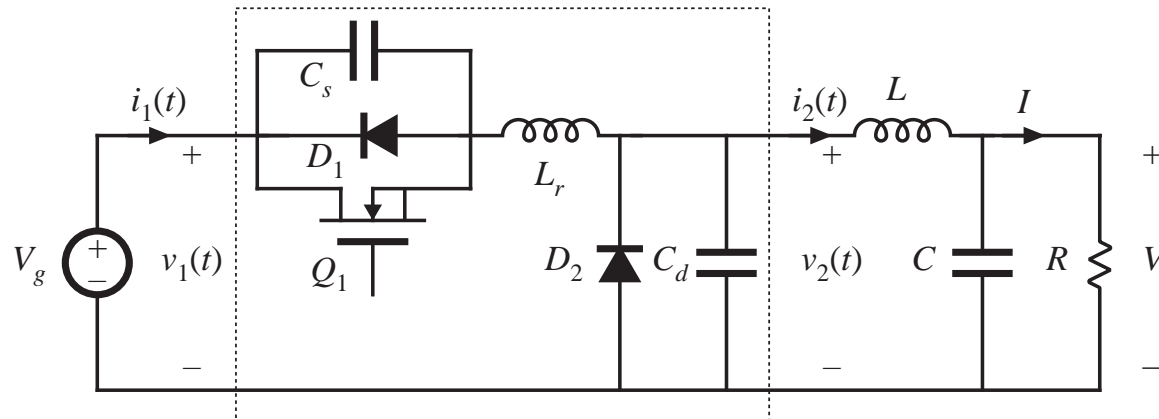 C_s
i_1(t)
i_2(t)
L
I
+
D_1
L_r
+
+
V_g
+
−
v_1(t)
Q_1
D_2
C_d
v_2(t)
C
R
V
−
−
−